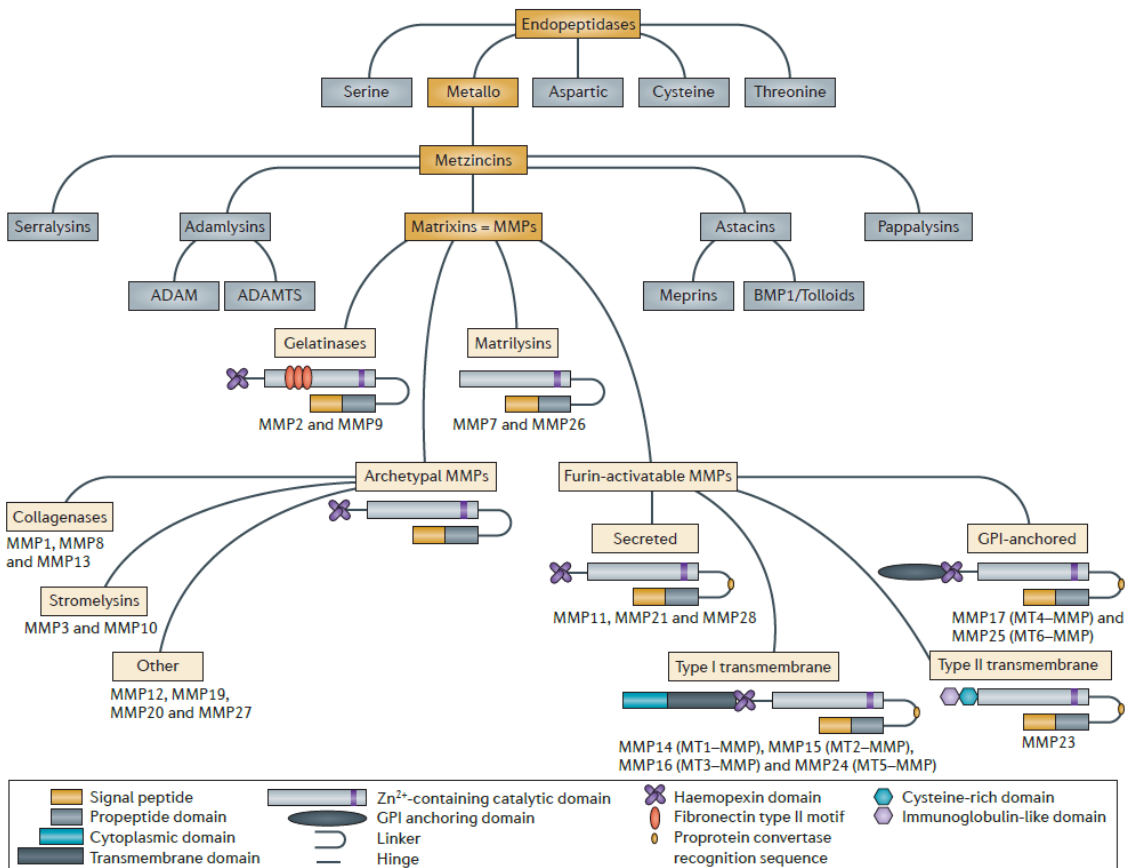 Endopeptidases
Serine
Metallo
Aspartic
Cysteine
Threonine
Metzincins
Serralysins
Adamlysins
Matrixins = MMPs
Astacins
Pappalysins
ADAM
ADAMTS
Meprins
BMP1/Tolloids
Gelatinases
MMP2 and MMP9
Matrilysins
MMP7 and MMP26
Archetypal MMPs
Furin-activatable MMPs
Collagenases
MMP1, MMP8
and MMP13
Stromelysins
MMP3 and MMP10
Other
MMP12, MMP19,
MMP20 and MMP27
Secreted
MMP11, MMP21 and MMP28
GPI-anchored
MMP17 (MT4–MMP) and
MMP25 (MT6–MMP)
Type I transmembrane
MMP14 (MT1–MMP), MMP15 (MT2–MMP),
MMP16 (MT3–MMP) and MMP24 (MT5–MMP)
Type II transmembrane
MMP23
Signal peptide
Propeptide domain
Cytoplasmic domain
Transmembrane domain
Zn²⁺-containing catalytic domain
GPI anchoring domain
Linker
Hinge
Haemopexin domain
Fibronectin type II motif
Proprotein convertase
recognition sequence
Cysteine-rich domain
Immunoglobulin-like domain